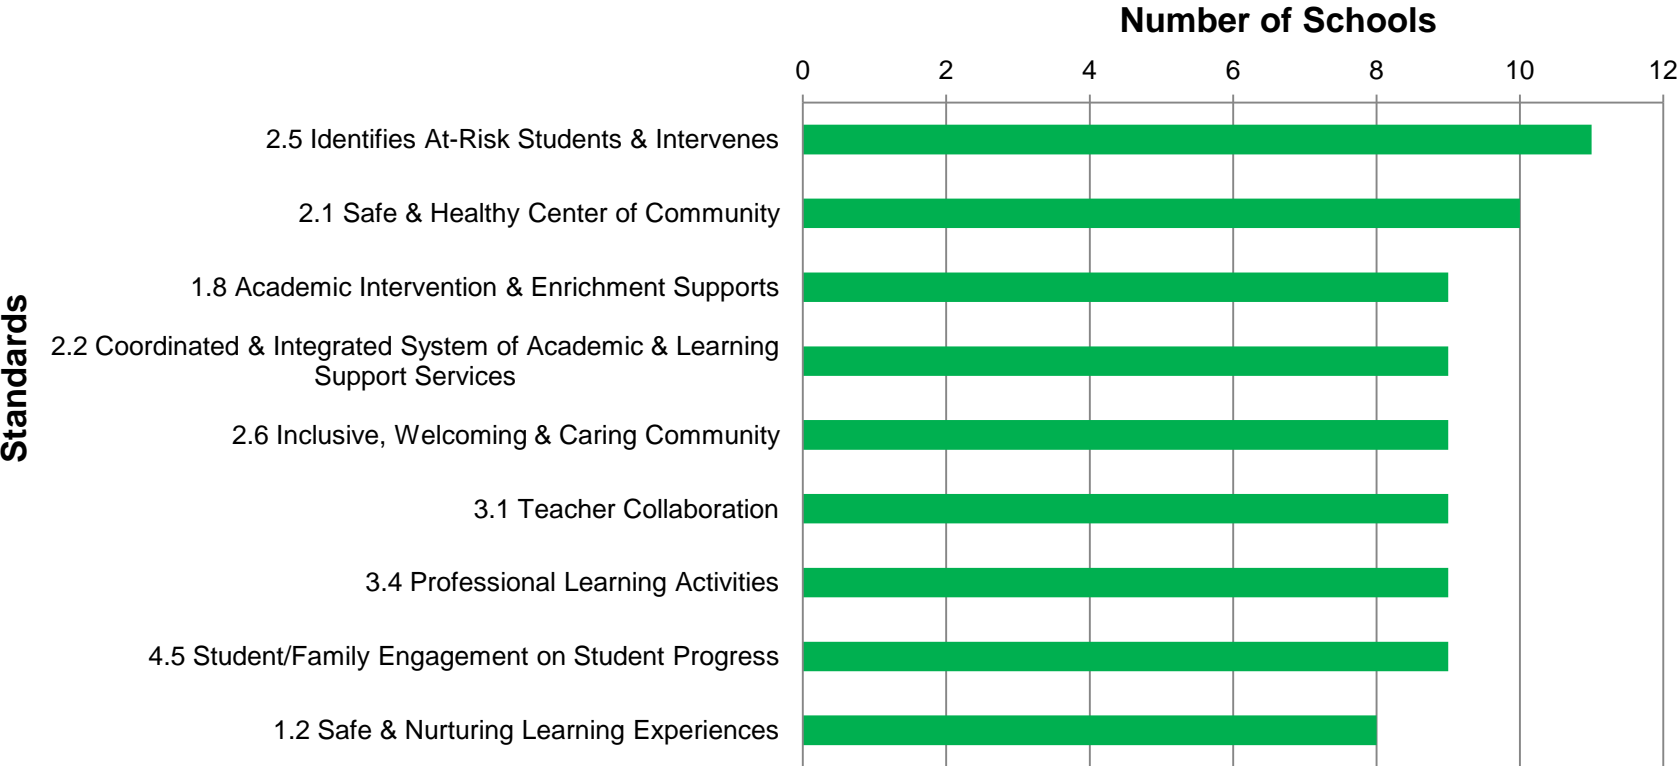 Number of Schools
0 2 4 6 8 10 12
Standards
2.5 Identifies At-Risk Students & Intervenes
2.1 Safe & Healthy Center of Community
1.8 Academic Intervention & Enrichment Supports
2.2 Coordinated & Integrated System of Academic & Learning
Support Services
2.6 Inclusive, Welcoming & Caring Community
3.1 Teacher Collaboration
3.4 Professional Learning Activities
4.5 Student/Family Engagement on Student Progress
1.2 Safe & Nurturing Learning Experiences